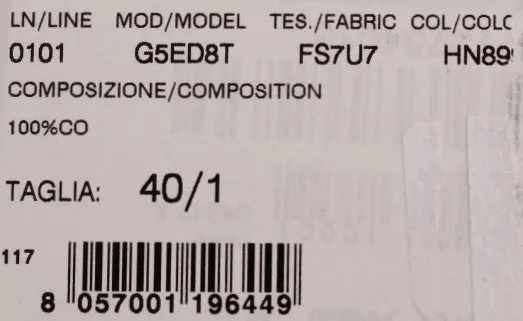 LN/LINE MOD/MODEL TES./FABRIC COL/COLO
0101 G5ED8T FS7U7 HN89
COMPOSIZIONE/COMPOSITION
100%CO
TAGLIA: 40/1
117
8 057001 196449